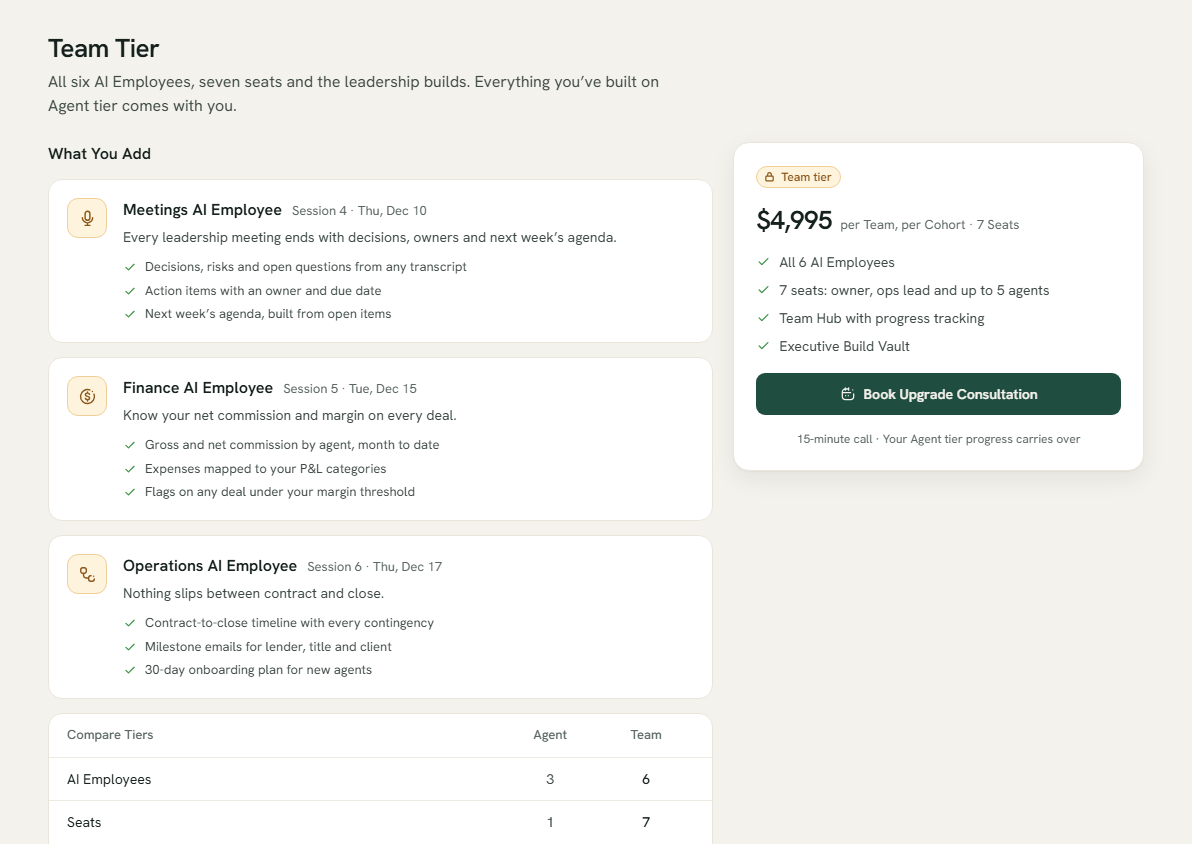 Team Tier
All six AI Employees, seven seats and the leadership builds. Everything you’ve built on
Agent tier comes with you.
What You Add
Meetings AI Employee Session 4 · Thu, Dec 10
Every leadership meeting ends with decisions, owners and next week’s agenda.
Decisions, risks and open questions from any transcript
Action items with an owner and due date
Next week’s agenda, built from open items
Finance AI Employee Session 5 · Tue, Dec 15
Know your net commission and margin on every deal.
Gross and net commission by agent, month to date
Expenses mapped to your P&L categories
Flags on any deal under your margin threshold
Operations AI Employee Session 6 · Thu, Dec 17
Nothing slips between contract and close.
Contract-to-close timeline with every contingency
Milestone emails for lender, title and client
30-day onboarding plan for new agents
Compare Tiers Agent Team
AI Employees 3 6
Seats 1 7
Team tier
$4,995 per Team, per Cohort · 7 Seats
All 6 AI Employees
7 seats: owner, ops lead and up to 5 agents
Team Hub with progress tracking
Executive Build Vault
Book Upgrade Consultation
15-minute call · Your Agent tier progress carries over